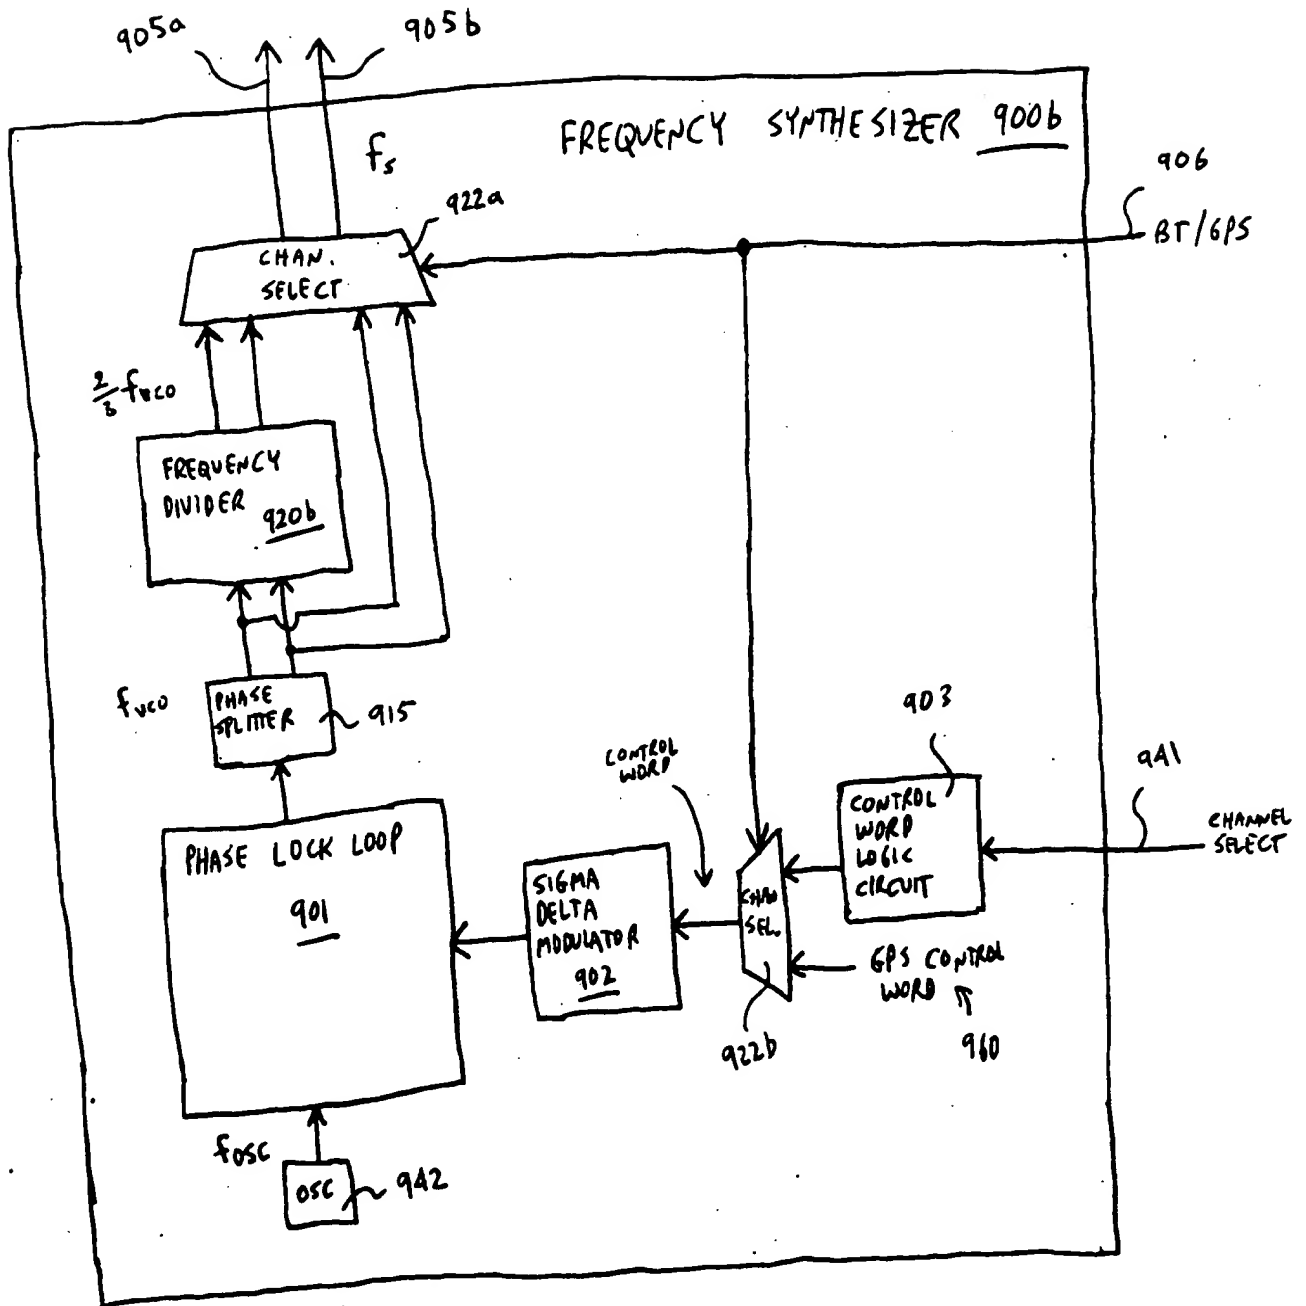 905a
905b
FREQUENCY SYNTHESIZER 900b
fs
906
BT/GPS
922a
CHAN.
SELECT
2/3 fvco
FREQUENCY
DIVIDER
920b
fvco
PHASE
SPLITTER
915
903
941
CONTROL
WORD
CHANNEL
SELECT
CONTROL
WORD
LOGIC
CIRCUIT
PHASE LOCK LOOP
901
SIGMA
DELTA
MODULATOR
902
CHAN
SEL.
GPS CONTROL
WORD
922b
960
fosc
OSC
942